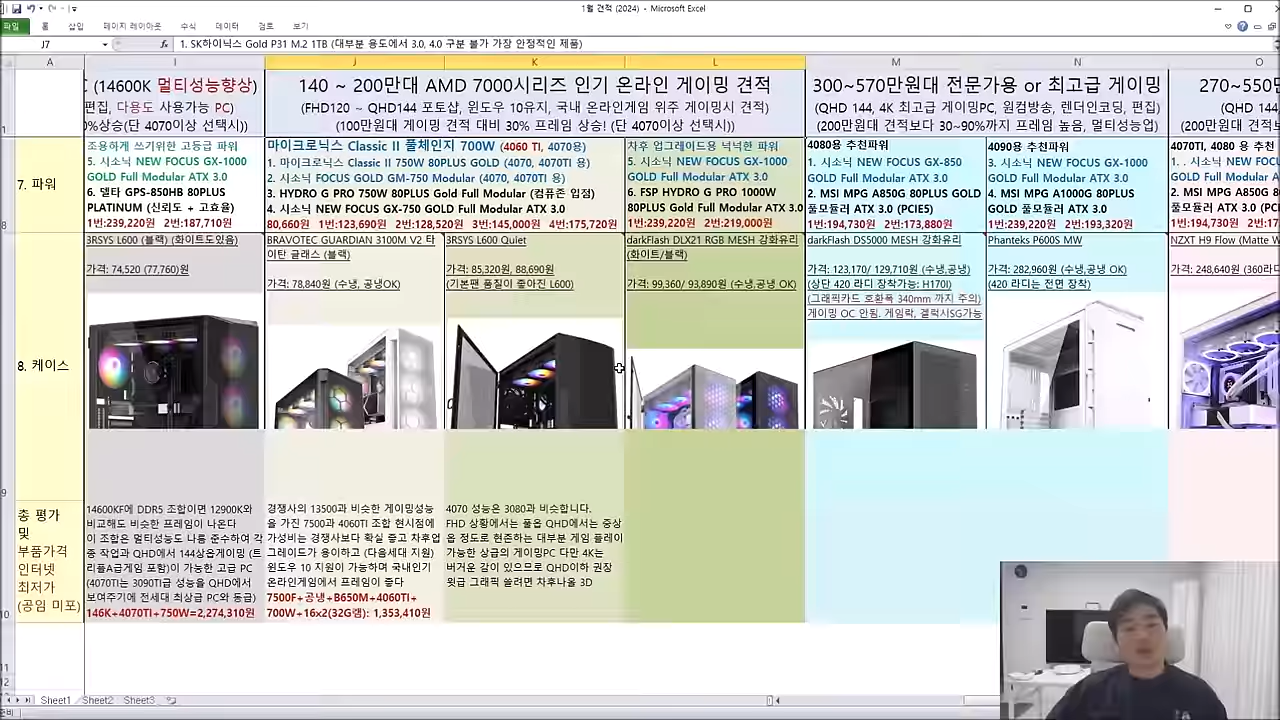 1월 견적 (2024) - Microsoft Excel
파일 홈 삽입 페이지 레이아웃 수식 데이터 검토 보기
J7 fx 1. SK하이닉스 Gold P31 M.2 1TB (대부분 용도에서 3.0, 4.0 구분 불가 가장 안정적인 제품)
A I J K L M N O
1
(14600K 멀티성능향상)
편집, 다용도 사용가능 PC)
0%상승(단 4070이상 선택시))
140 ~ 200만대 AMD 7000시리즈 인기 온라인 게이밍 견적
(FHD120 ~ QHD144 포토샵, 윈도우 10유지, 국내 온라인게임 위주 게이밍시 견적)
(100만원대 게이밍 견적 대비 30% 프레임 상승! (단 4070이상 선택시))
300~570만원대 전문가용 or 최고급 게이밍
(QHD 144, 4K 최고급 게이밍PC, 원컴방송, 렌더인코딩, 편집)
(200만원대 견적보다 30~90%까지 프레임 높음, 멀티성능업)
270~550만
(QHD 144
(200만원대 견
8
7. 파워
조용하게 쓰기위한 고등급 파워
5. 시소닉 NEW FOCUS GX-1000
GOLD Full Modular ATX 3.0
6. 델타 GPS-850HB 80PLUS
PLATINUM (신뢰도 + 고효율)
1번:239,220원 2번:187,710원
마이크로닉스 Classic II 풀체인지 700W (4060 TI, 4070용)
1. 마이크로닉스 Classic II 750W 80PLUS GOLD (4070, 4070TI 용)
2. 시소닉 FOCUS GOLD GM-750 Modular (4070, 4070TI 용)
3. HYDRO G PRO 750W 80PLUS Gold Full Modular (컴퓨존 입점)
4. 시소닉 NEW FOCUS GX-750 GOLD Full Modular ATX 3.0
80,660원 1번:123,690원 2번:128,520원 3번:145,000원 4번:175,720원
차후 업그레이드용 넉넉한 파워
5. 시소닉 NEW FOCUS GX-1000
GOLD Full Modular ATX 3.0
6. FSP HYDRO G PRO 1000W
80PLUS Gold Full Modular ATX 3.0
1번:239,220원 2번:219,000원
4080용 추천파워
1. 시소닉 NEW FOCUS GX-850
2. MSI MPG A850G 80PLUS GOLD
풀모듈러 ATX 3.0 (PCIE5)
1번:194,730원 2번:173,880원
4090용 추천파워
3. 시소닉 NEW FOCUS GX-1000
4. MSI MPG A1000G 80PLUS
GOLD 풀모듈러 ATX 3.0
1번:239,220원 2번:193,320원
4070TI, 4080 용 추천
1. . 시소닉 NEW FO
2. MSI MPG A850G 8
풀모듈러 ATX 3.0
1번:194,730원 2번:17
9
8. 케이스
3RSYS L600 (블랙) (화이트도있음)
가격: 74,520 (77,760)원
BRAVOTEC GUARDIAN 3100M V2 타
이탄 글래스 (블랙)
가격: 78,840원 (수냉, 공냉OK)
3RSYS L600 Quiet
가격: 85,320원, 88,690원
(기본팬 품질이 좋아진 L600)
darkFlash DLX21 RGB MESH 강화유리
(화이트/블랙)
가격: 99,360/ 93,890원 (수냉,공냉 OK)
darkFlash DS5000 MESH 강화유리
가격: 123,170/ 129,710원 (수냉,공냉)
(상단 420 라디 장착가능: H170I)
(그래픽카드 호환폭 340mm 까지 주의)
게이밍 OC 안됨. 게임락, 갤럭시SG가능
Phanteks P600S MW
가격: 282,960원 (수냉,공냉 OK)
(420 라디는 전면 장착)
NZXT H9 Flow (Matte W
가격: 248,640원 (360라디
10
총 평가
및
부품가격
인터넷
최저가
(공임 미포)
14600KF에 DDR5 조합이면 12900K와
비교해도 비슷한 프레임이 나온다
이 조합은 멀티성능도 나름 준수하여 각
종 작업과 QHD에서 144상옵게이밍 (트
리플A급게임 포함)이 가능한 고급 PC
(4070TI는 3090TI급 성능을 QHD에서
보여주기에 전세대 최상급 PC와 동급)
146K+4070TI+750W=2,274,310원
경쟁사의 13500과 비슷한 게이밍성능
을 가진 7500과 4060TI 조합 현시점에
가성비는 경쟁사보다 확실 좋고 차후업
그레이드가 용이하고 (다음세대 지원)
윈도우 10 지원이 가능하며 국내인기
온라인게임에서 프레임이 좋다
7500F+공냉+B650M+4060TI+
700W+16x2(32G램): 1,353,410원
4070 성능은 3080과 비슷합니다.
FHD 상황에서는 풀옵 QHD에서는 중상
옵 정도로 현존하는 대부분 게임 플레이
가능한 상급의 게이밍PC 다만 4K는
버거운 감이 있으므로 QHD이하 권장
윗급 그래픽 쓸려면 차후나올 3D
11
12
Sheet1 Sheet2 Sheet3
준비